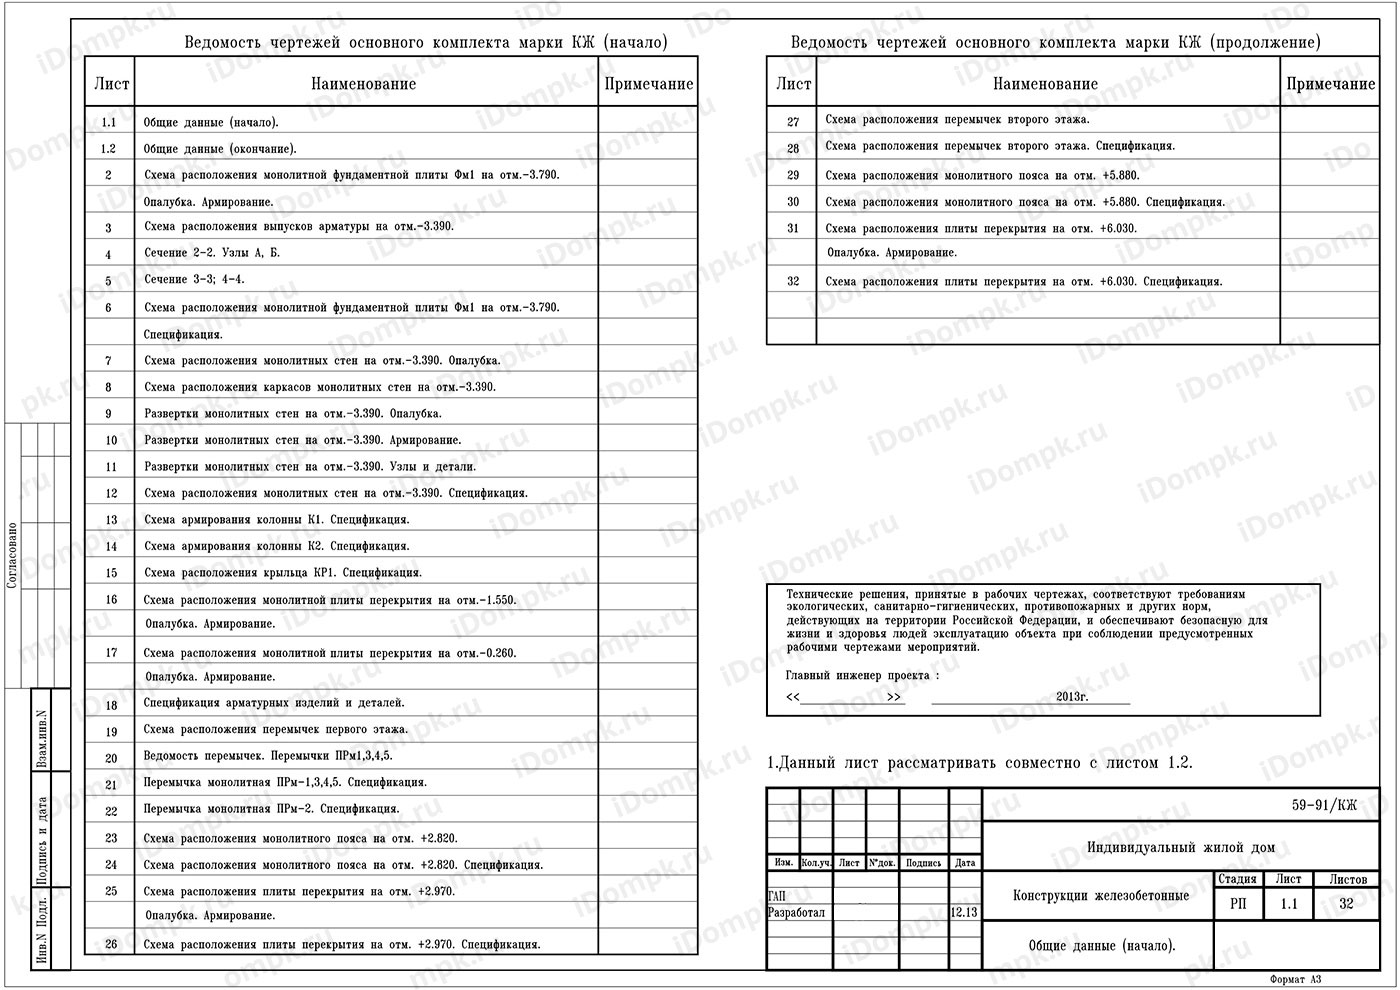 Ведомость чертежей основного комплекта марки КЖ (начало)
Лист Наименование Примечание
1.1 Общие данные (начало).
1.2 Общие данные (окончание).
2 Схема расположения монолитной фундаментной плиты Фм1 на отм.-3.790.
Опалубка. Армирование.
3 Схема расположения выпусков арматуры на отм.-3.390.
4 Сечение 2-2. Узлы А, Б.
5 Сечение 3-3; 4-4.
6 Схема расположения монолитной фундаментной плиты Фм1 на отм.-3.790.
Спецификация.
7 Схема расположения монолитных стен на отм.-3.390. Опалубка.
8 Схема расположения каркасов монолитных стен на отм.-3.390.
9 Развертки монолитных стен на отм.-3.390. Опалубка.
10 Развертки монолитных стен на отм.-3.390. Армирование.
11 Развертки монолитных стен на отм.-3.390. Узлы и детали.
12 Схема расположения монолитных стен на отм.-3.390. Спецификация.
13 Схема армирования колонны К1. Спецификация.
14 Схема армирования колонны К2. Спецификация.
15 Схема расположения крыльца КР1. Спецификация.
16 Схема расположения монолитной плиты перекрытия на отм.-1.550.
Опалубка. Армирование.
17 Схема расположения монолитной плиты перекрытия на отм.-0.260.
Опалубка. Армирование.
18 Спецификация арматурных изделий и деталей.
19 Схема расположения перемычек первого этажа.
20 Ведомость перемычек. Перемычки ПРм1,3,4,5.
21 Перемычка монолитная ПРм-1,3,4,5. Спецификация.
22 Перемычка монолитная ПРм-2. Спецификация.
23 Схема расположения монолитного пояса на отм. +2.820.
24 Схема расположения монолитного пояса на отм. +2.820. Спецификация.
25 Схема расположения плиты перекрытия на отм. +2.970.
Опалубка. Армирование.
26 Схема расположения плиты перекрытия на отм. +2.970. Спецификация.
Ведомость чертежей основного комплекта марки КЖ (продолжение)
Лист Наименование Примечание
27 Схема расположения перемычек второго этажа.
28 Схема расположения перемычек второго этажа. Спецификация.
29 Схема расположения монолитного пояса на отм. +5.880.
30 Схема расположения монолитного пояса на отм. +5.880. Спецификация.
31 Схема расположения плиты перекрытия на отм. +6.030.
Опалубка. Армирование.
32 Схема расположения плиты перекрытия на отм. +6.030. Спецификация.
Технические решения, принятые в рабочих чертежах, соответствуют требованиям
экологических, санитарно-гигиенических, противопожарных и других норм,
действующих на территории Российской Федерации, и обеспечивают безопасную для
жизни и здоровья людей эксплуатацию объекта при соблюдении предусмотренных
рабочими чертежами мероприятий.
Главный инженер проекта :
<< >> 2013г.
1.Данный лист рассматривать совместно с листом 1.2.
59-91/КЖ
Индивидуальный жилой дом
Изм. Кол.уч. Лист N°док. Подпись Дата
ГАП
Разработал 12.13
Конструкции железобетонные
Стадия Лист Листов
РП 1.1 32
Общие данные (начало).
Формат А3
Согласовано
Взам.инв.N
Подпись и дата
Инв.N Подл.
iDompk.ru